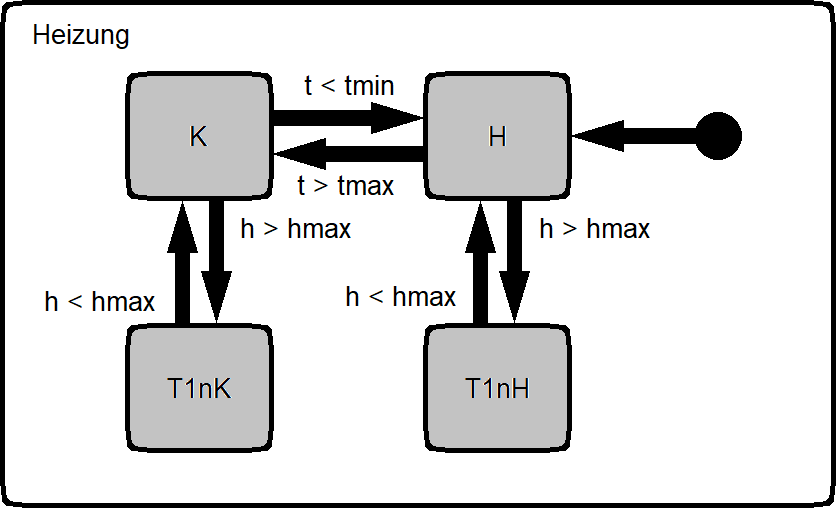 Heizung
t < tmin
K
H
t > tmax
h > hmax
h > hmax
h < hmax
h < hmax
T1nK
T1nH